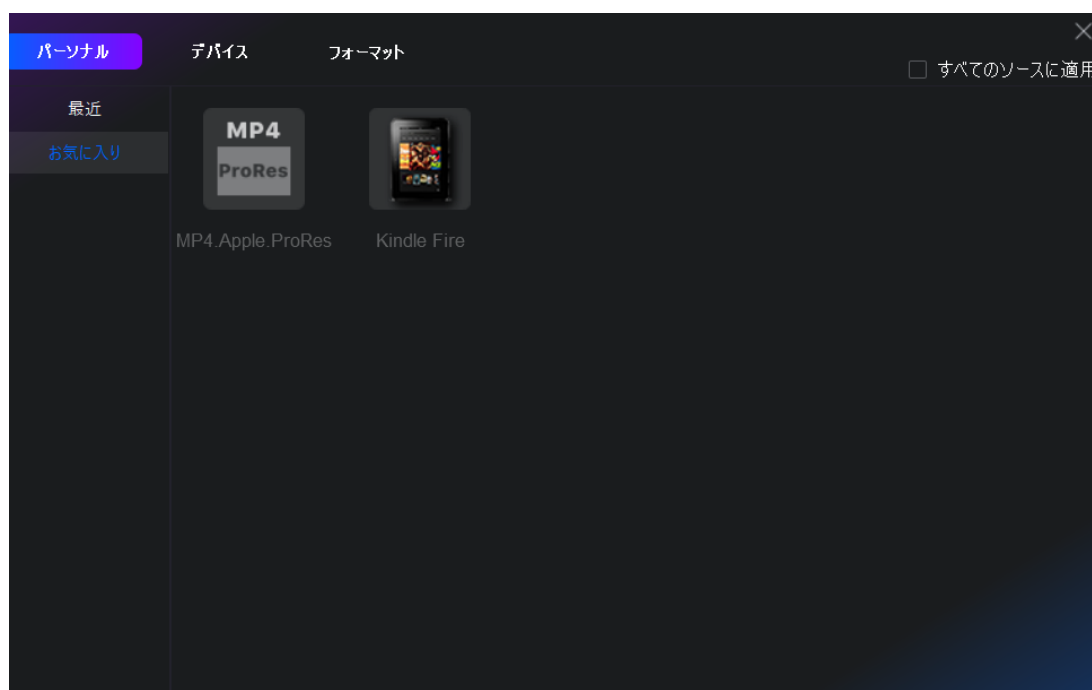 パーソナル
デバイス
フォーマット
すべてのソースに適用
最近
お気に入り
MP4
ProRes
MP4.Apple.ProRes
Kindle Fire